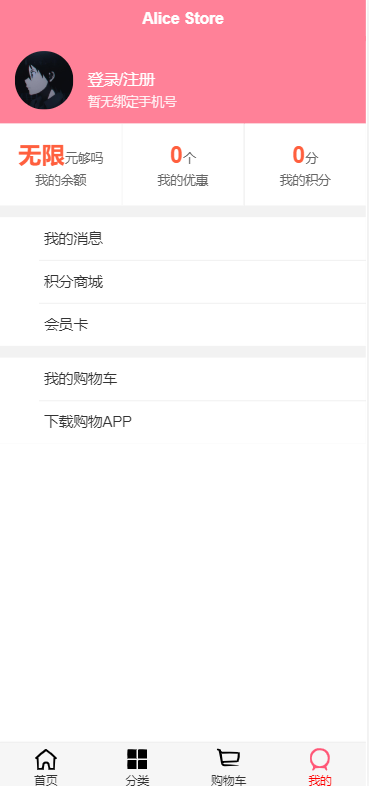 Alice Store
登录/注册
暂无绑定手机号
无限元够吗
我的余额
0个
我的优惠
0分
我的积分
我的消息
积分商城
会员卡
我的购物车
下载购物APP
首页
分类
购物车
我的